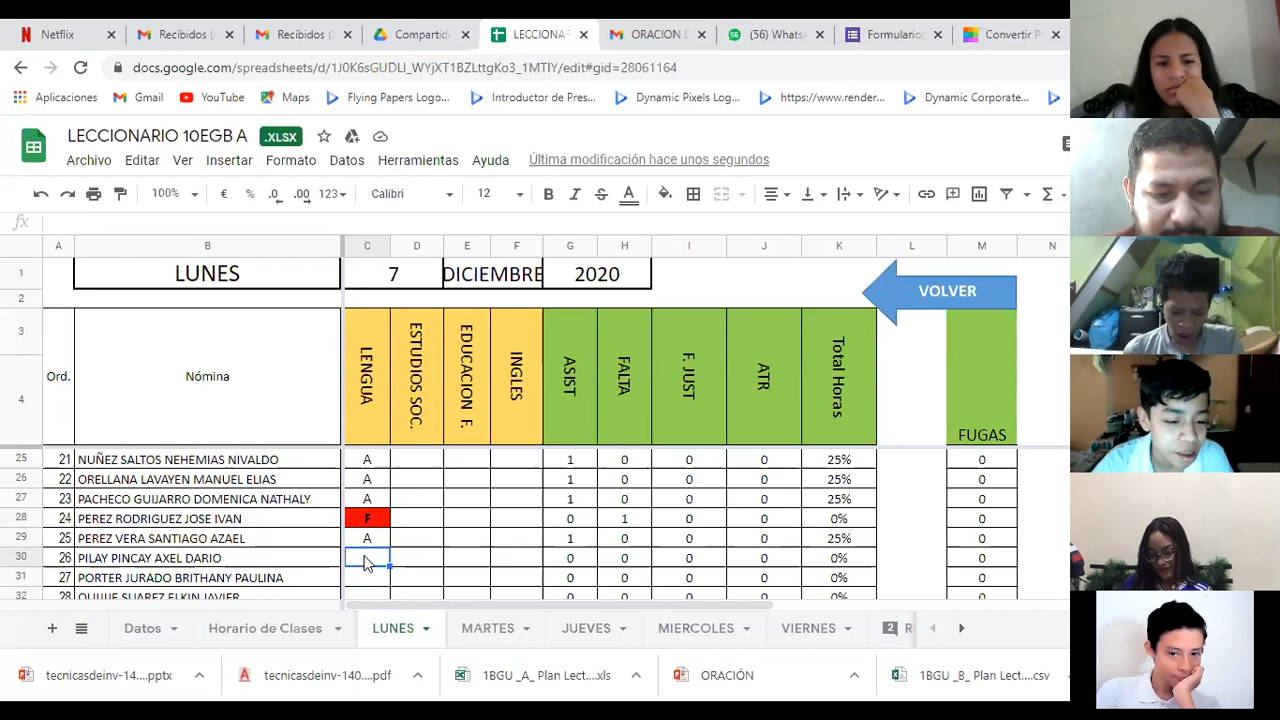 Netflix Recibidos (4 Recibidos ( Compartid LECCIONA ORACION D (56) Whats Formulario: Convertir P
docs.google.com/spreadsheets/d/1J0K6sGUDLI_WYjXT1BZLItgKo3_1MTIY/edit#gid=28061164
Aplicaciones Gmail YouTube Maps Flying Papers Logo... Introductor de Pres... Dynamic Pixels Log... https://www.render... Dynamic Corporate...
LECCIONARIO 10EGB A .XLSX
Archivo Editar Ver Insertar Formato Datos Herramientas Ayuda Última modificación hace unos segundos
100% € % .0 .00 123 Calibri 12 B I S A Σ
fx
A B C D E F G H I J K L M N
1 LUNES 7 DICIEMBRE 2020 VOLVER
2
3
4 Ord. Nómina LENGUA ESTUDIOS SOC. EDUCACION F. INGLES ASIST FALTA F. JUST ATR Total Horas FUGAS
25 21 NUÑEZ SALTOS NEHEMIAS NIVALDO A 1 0 0 0 25% 0
26 22 ORELLANA LAVAYEN MANUEL ELIAS A 1 0 0 0 25% 0
27 23 PACHECO GUIJARRO DOMENICA NATHALY A 1 0 0 0 25% 0
28 24 PEREZ RODRIGUEZ JOSE IVAN F 0 1 0 0 0% 0
29 25 PEREZ VERA SANTIAGO AZAEL A 1 0 0 0 25% 0
30 26 PILAY PINCAY AXEL DARIO 0 0 0 0 0% 0
31 27 PORTER JURADO BRITHANY PAULINA 0 0 0 0 0% 0
32 28 QUIJIJE SUAREZ ELKIN JAVIER 0 0 0 0 0% 0
Datos Horario de Clases LUNES MARTES JUEVES MIERCOLES VIERNES 2 R
tecnicasdeinv-14....pptx tecnicasdeinv-140....pdf 1BGU _A_ Plan Lect....xls ORACIÓN 1BGU _B_ Plan Lect....csv